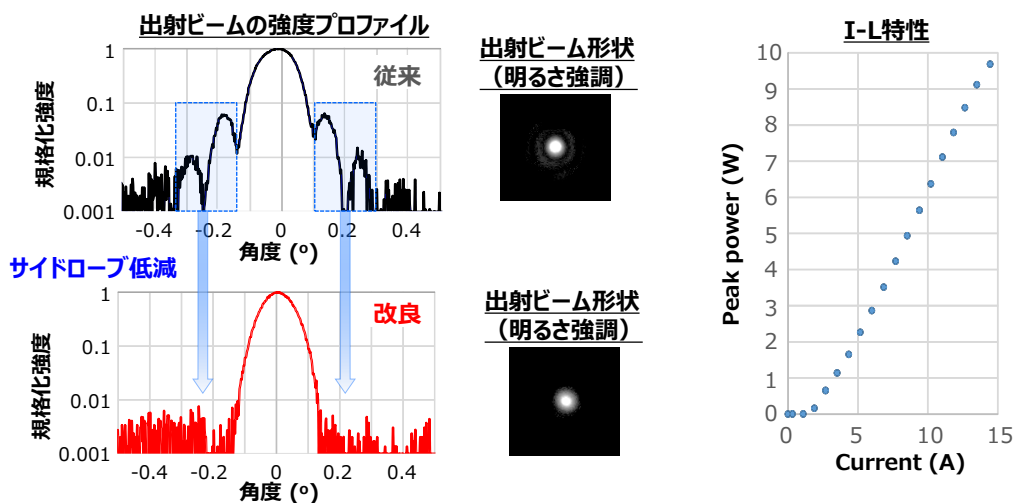 出射ビームの強度プロファイル
1
0.1
0.01
0.001
規格化強度
従来
-0.4
-0.2
0
0.2
0.4
角度 (º)
サイドローブ低減
1
0.1
0.01
0.001
規格化強度
改良
-0.4
-0.2
0
0.2
0.4
角度 (º)
出射ビーム形状
（明るさ強調）
出射ビーム形状
（明るさ強調）
I-L特性
10
9
8
7
6
5
4
3
2
1
0
Peak power (W)
0
5
10
15
Current (A)